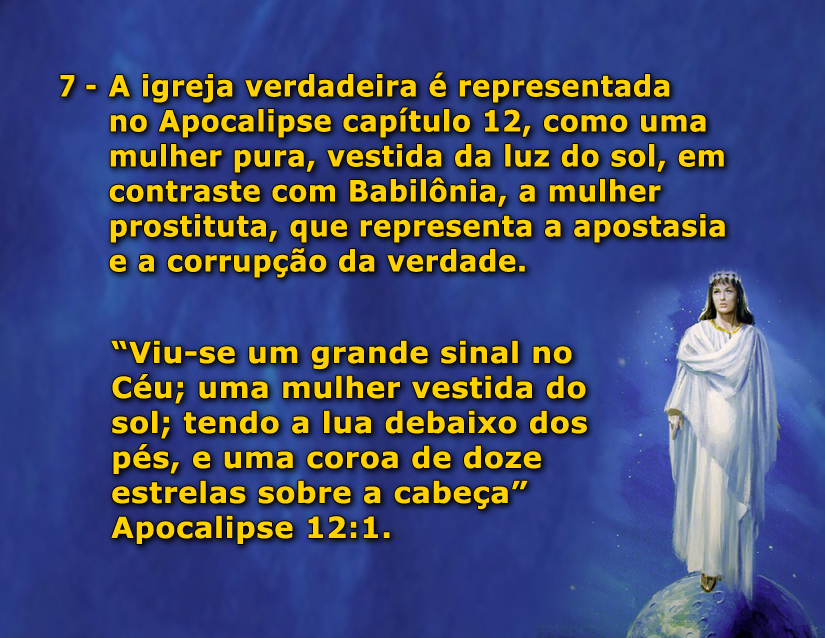 7 - A igreja verdadeira é representada
no Apocalipse capítulo 12, como uma
mulher pura, vestida da luz do sol, em
contraste com Babilônia, a mulher
prostituta, que representa a apostasia
e a corrupção da verdade.
“Viu-se um grande sinal no
Céu; uma mulher vestida do
sol; tendo a lua debaixo dos
pés, e uma coroa de doze
estrelas sobre a cabeça”
Apocalipse 12:1.